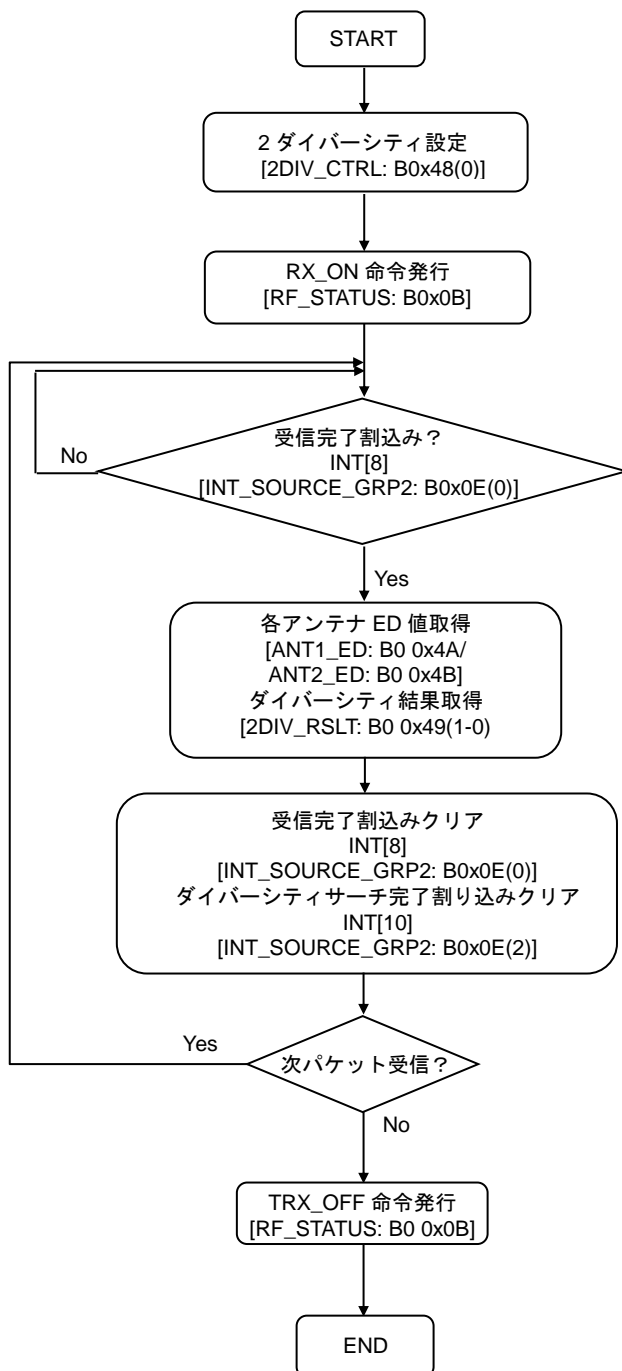 START
2 ダイバーシティ設定
[2DIV_CTRL: B0x48(0)]
RX_ON 命令発行
[RF_STATUS: B0x0B]
受信完了割込み？
INT[8]
[INT_SOURCE_GRP2: B0x0E(0)]
No
Yes
各アンテナ ED 値取得
[ANT1_ED: B0 0x4A/
ANT2_ED: B0 0x4B]
ダイバーシティ結果取得
[2DIV_RSLT: B0 0x49(1-0)
受信完了割込みクリア
INT[8]
[INT_SOURCE_GRP2: B0x0E(0)]
ダイバーシティサーチ完了割り込みクリア
INT[10]
[INT_SOURCE_GRP2: B0x0E(2)]
Yes
次パケット受信？
No
TRX_OFF 命令発行
[RF_STATUS: B0 0x0B]
END